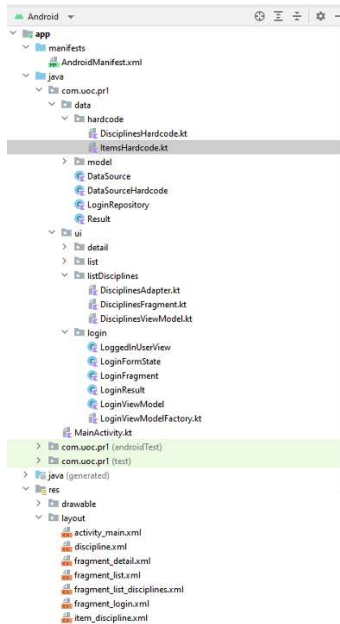 Android
app
manifests
AndroidManifest.xml
java
com.uoc.pr1
data
hardcode
DisciplinesHardcode.kt
ItemsHardcode.kt
model
DataSource
DataSourceHardcode
LoginRepository
Result
ui
detail
list
listDisciplines
DisciplinesAdapter.kt
DisciplinesFragment.kt
DisciplinesViewModel.kt
login
LoggedInUserView
LoginFormState
LoginFragment
LoginResult
LoginViewModel
LoginViewModelFactory.kt
MainActivity.kt
com.uoc.pr1 (androidTest)
com.uoc.pr1 (test)
java (generated)
res
drawable
layout
activity_main.xml
discipline.xml
fragment_detail.xml
fragment_list.xml
fragment_list_disciplines.xml
fragment_login.xml
item_discipline.xml